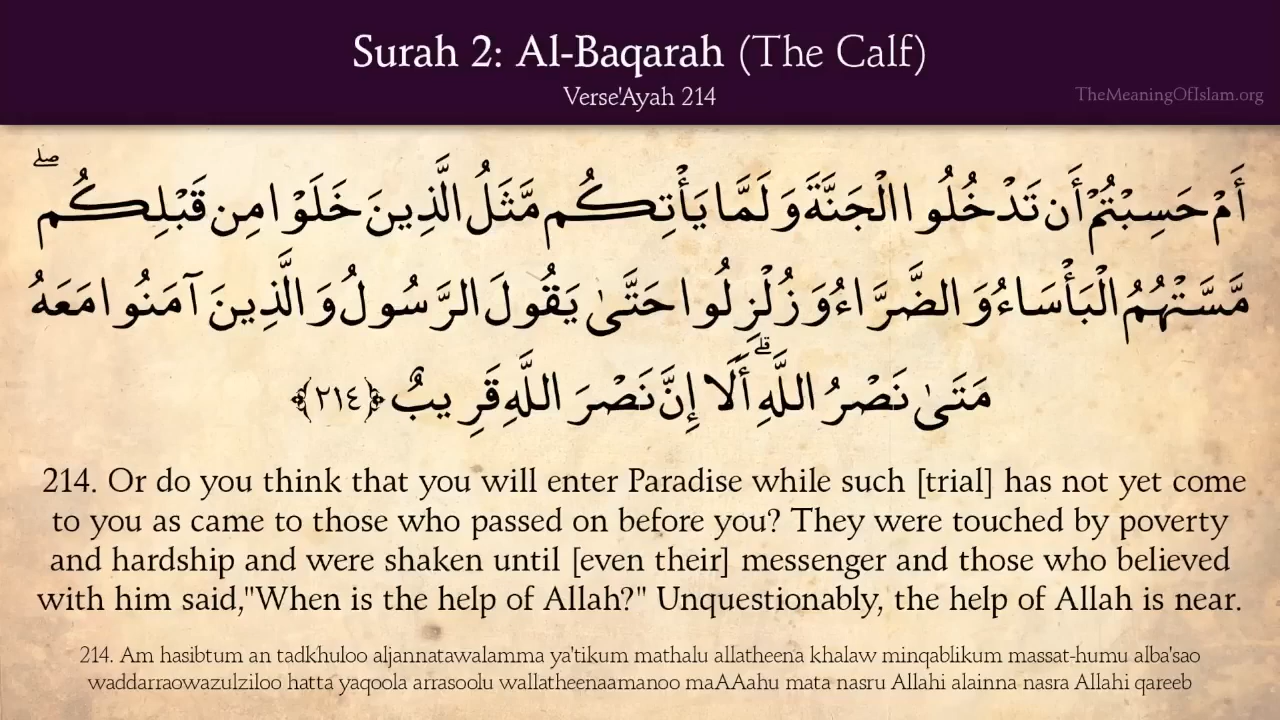 Surah 2: Al-Baqarah (The Calf)
Verse'Ayah 214
TheMeaningOfIslam.org
أَمْ حَسِبْتُمْ أَن تَدْخُلُوا الْجَنَّةَ وَلَمَّا يَأْتِكُم مَّثَلُ الَّذِينَ خَلَوْا مِن قَبْلِكُم ۖ
مَّسَّتْهُمُ الْبَأْسَاءُ وَالضَّرَّاءُ وَزُلْزِلُوا حَتَّىٰ يَقُولَ الرَّسُولُ وَالَّذِينَ آمَنُوا مَعَهُ
مَتَىٰ نَصْرُ اللَّهِ ۗ أَلَا إِنَّ نَصْرَ اللَّهِ قَرِيبٌ ﴿٢١٤﴾
214. Or do you think that you will enter Paradise while such [trial] has not yet come
to you as came to those who passed on before you? They were touched by poverty
and hardship and were shaken until [even their] messenger and those who believed
with him said,"When is the help of Allah?" Unquestionably, the help of Allah is near.
214. Am hasibtum an tadkhuloo aljannatawalamma ya'tikum mathalu allatheena khalaw minqablikum massat-humu alba'sao
waddarraowazulziloo hatta yaqoola arrasoolu wallatheenaamanoo maAAahu mata nasru Allahi alainna nasra Allahi qareeb